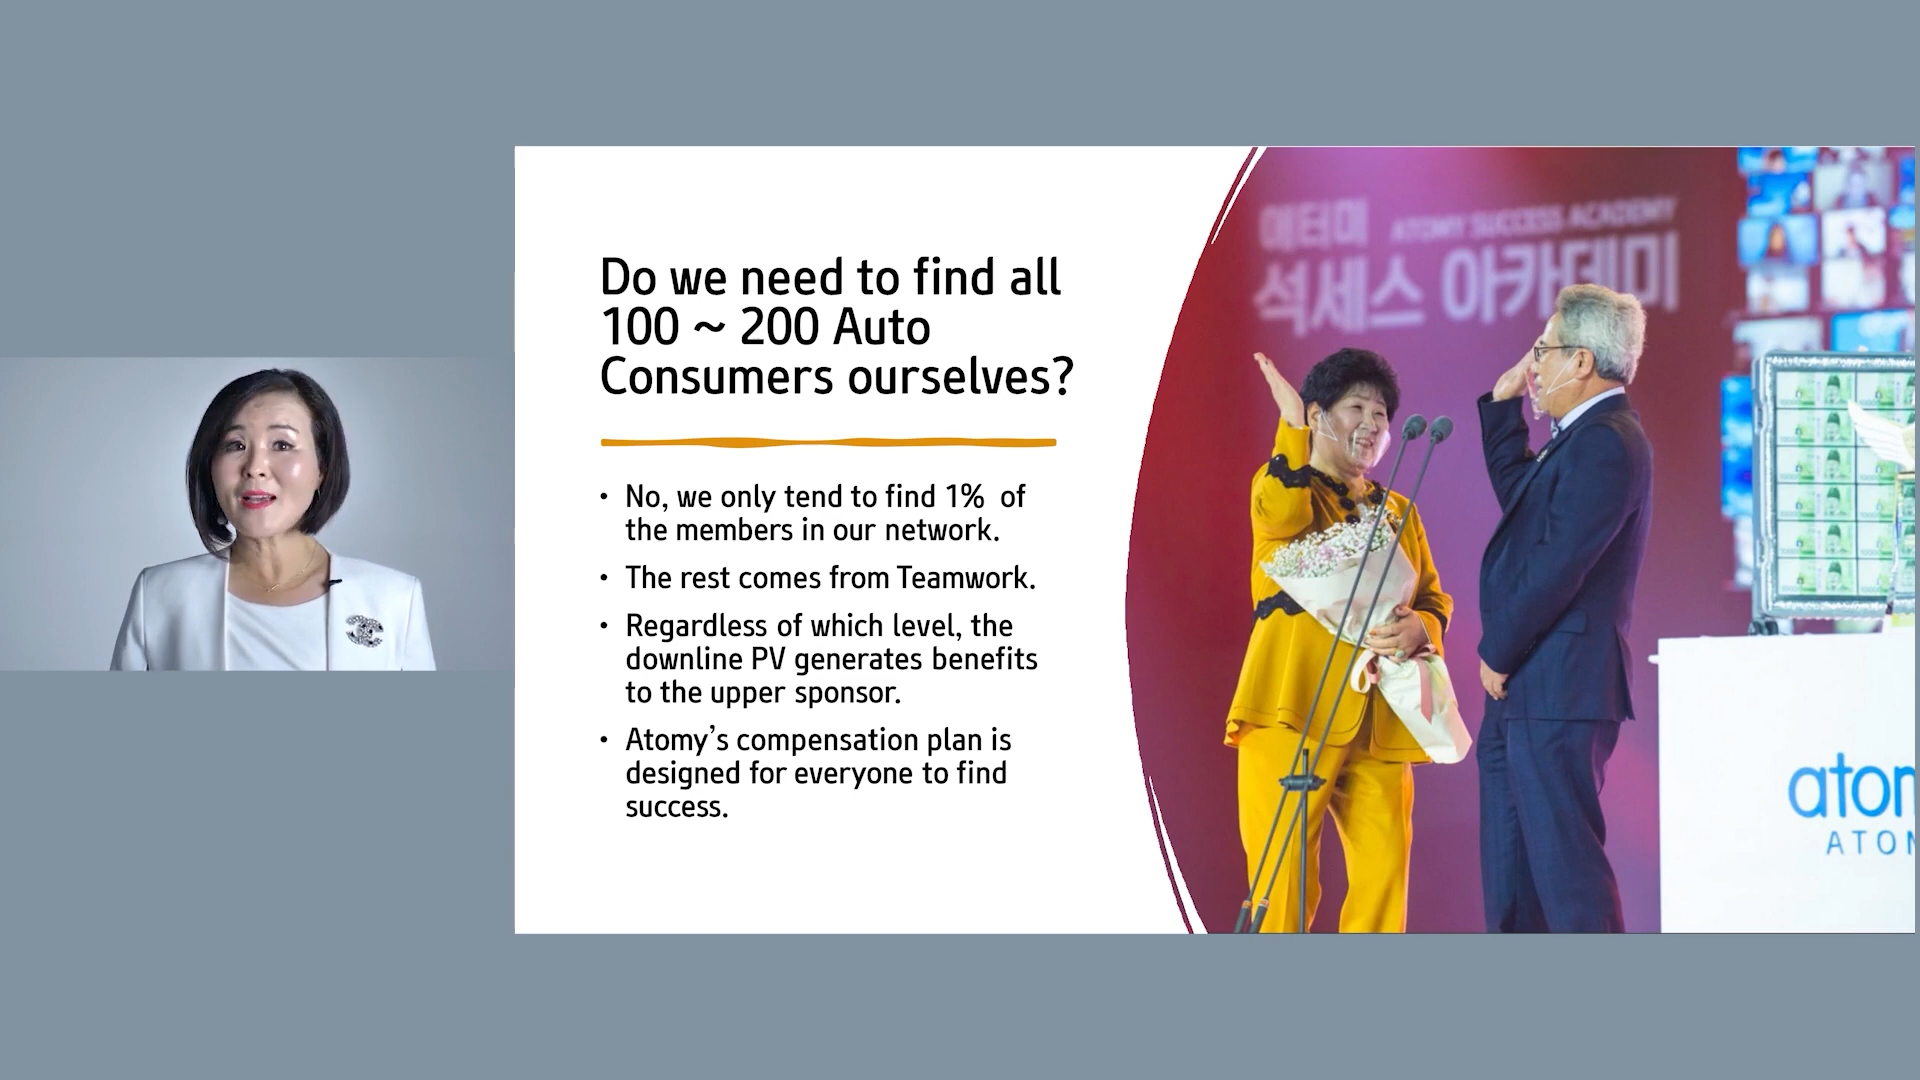 Do we need to find all
100 ~ 200 Auto
Consumers ourselves?
• No, we only tend to find 1% of
the members in our network.
• The rest comes from Teamwork.
• Regardless of which level, the
downline PV generates benefits
to the upper sponsor.
• Atomy’s compensation plan is
designed for everyone to find
success.
애터미 ATOMY SUCCESS ACADEMY
석세스 아카데미
atom
ATOM